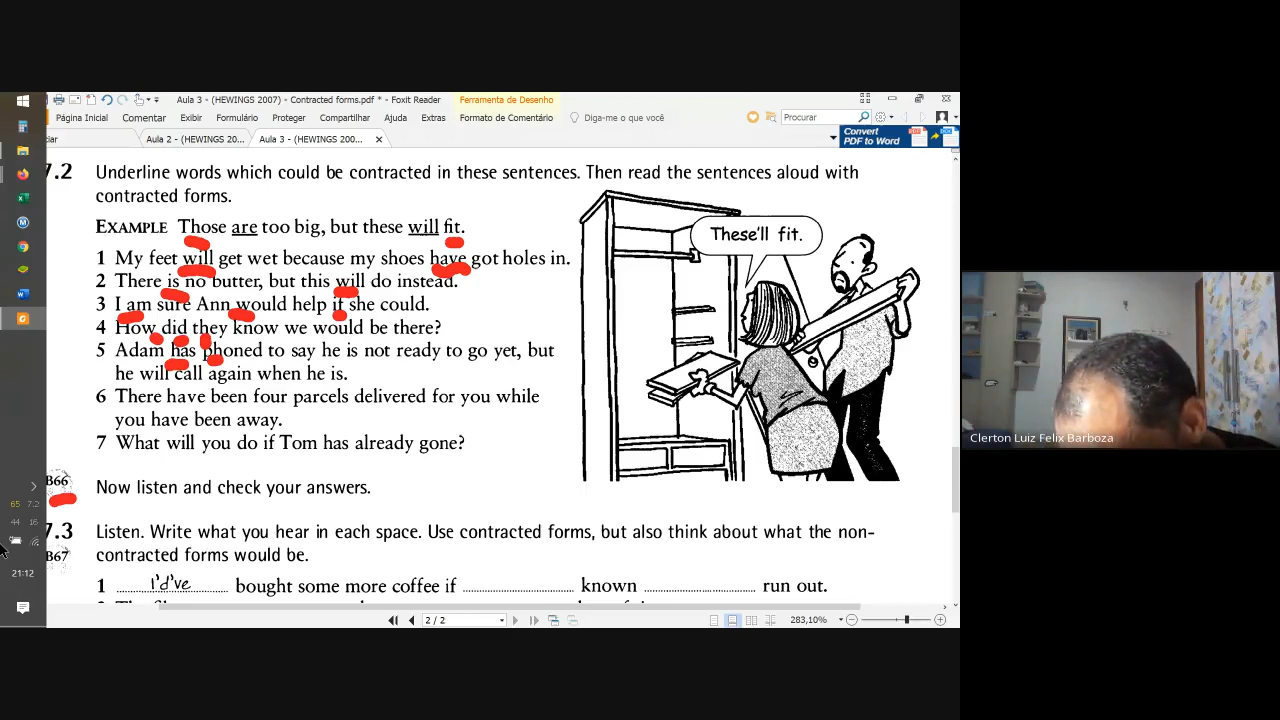 Aula 3 - (HEWINGS 2007) - Contracted forms.pdf * - Foxit Reader
Ferramenta de Desenho
Página Inicial Comentar Exibir Proteger Compartilhar Ajuda Extras Formato de Comentário Diga-me o que você Procurar
iar Aula 2 - (HEWINGS 20... Aula 3 - (HEWINGS 200...
Convert
PDF to Word
7.2 Underline words which could be contracted in these sentences. Then read the sentences aloud with
contracted forms.
EXAMPLE Those are too big, but these will fit.
These'll fit.
1 My feet will get wet because my shoes have got holes in.
2 There is no butter, but this will do instead.
3 I am sure Ann would help if she could.
4 How did they know we would be there?
5 Adam has phoned to say he is not ready to go yet, but
he will call again when he is.
6 There have been four parcels delivered for you while
you have been away.
7 What will you do if Tom has already gone?
B66 Now listen and check your answers.
7.3 Listen. Write what you hear in each space. Use contracted forms, but also think about what the non-
B67 contracted forms would be.
1 I'd've bought some more coffee if known run out.
2 / 2
283,10%
65 7.2
44 16
21:12
Clerton Luiz Felix Barboza